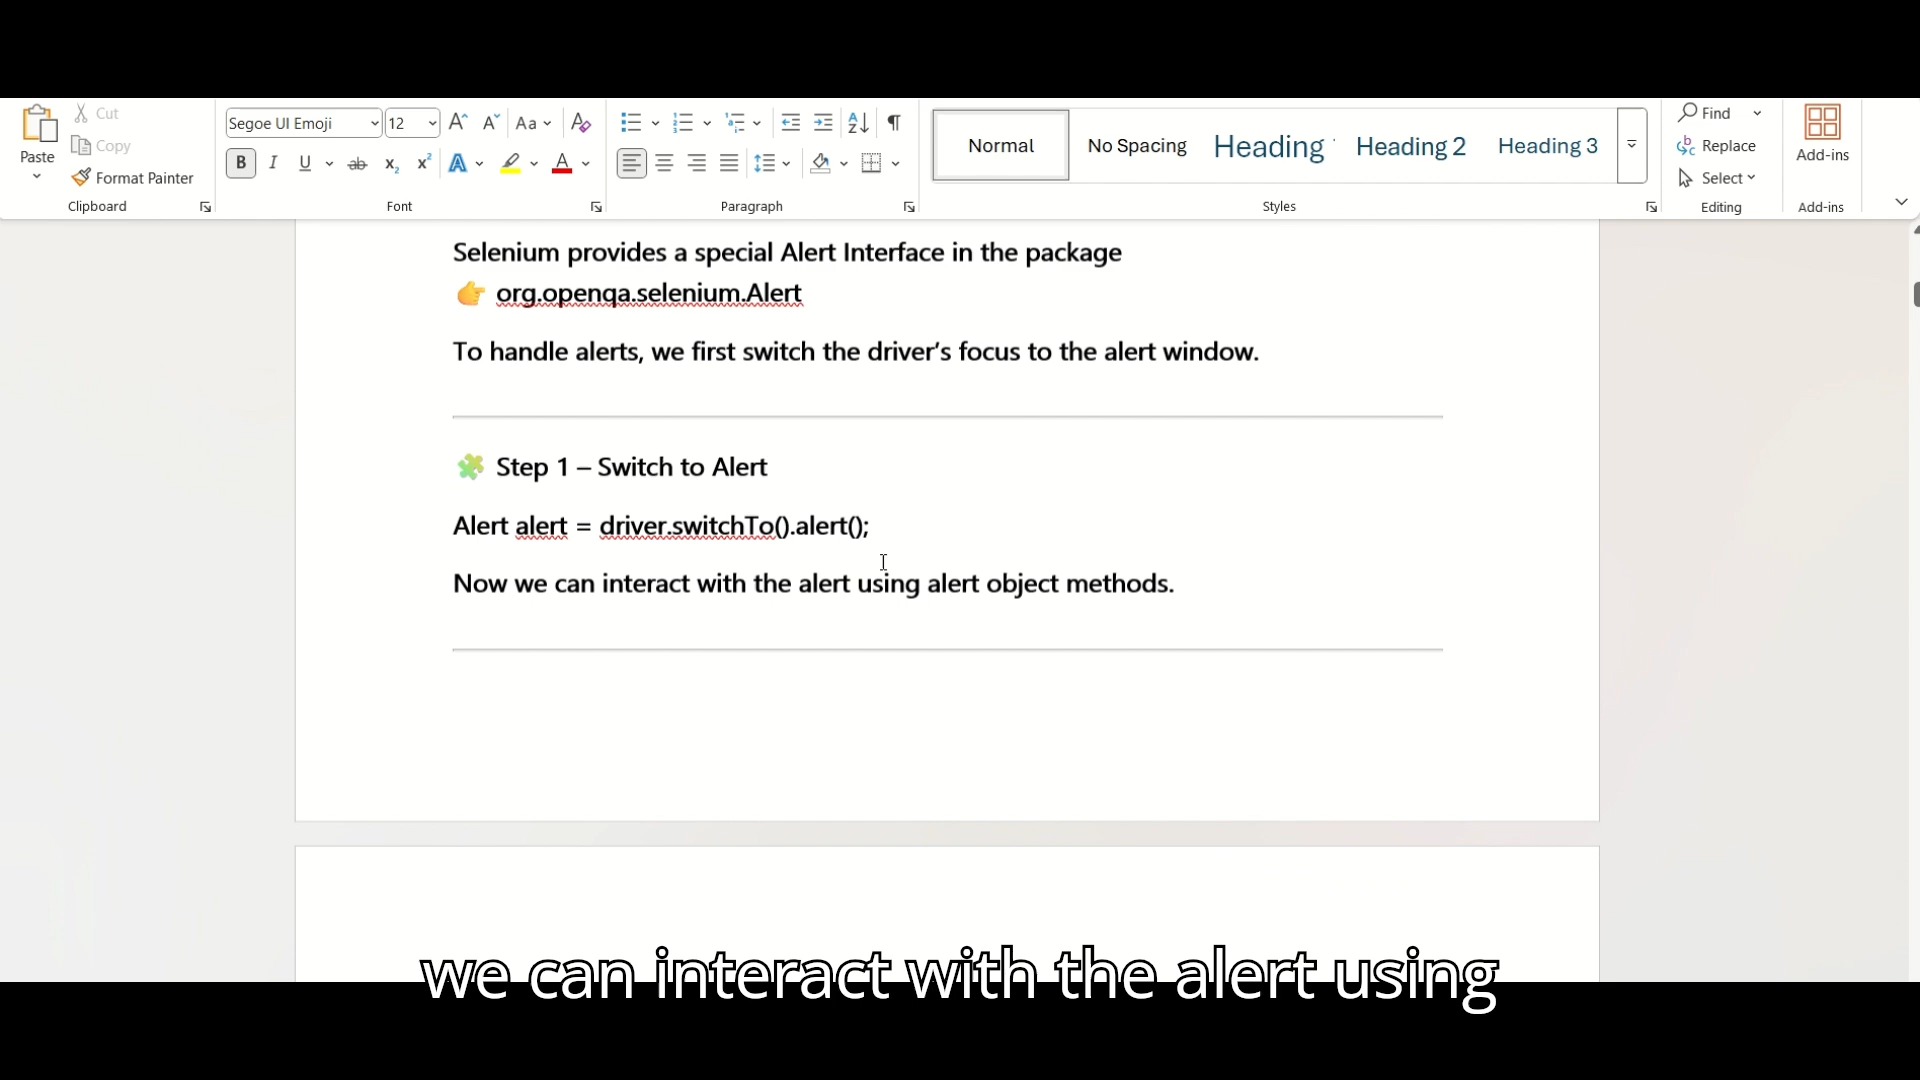 Cut
Copy
Paste
Format Painter
Clipboard
Segoe UI Emoji
12
Font
Paragraph
Normal
No Spacing
Heading
Heading 2
Heading 3
Styles
Find
Replace
Select
Editing
Add-ins
Add-ins
Selenium provides a special Alert Interface in the package
👉 org.openqa.selenium.Alert
To handle alerts, we first switch the driver’s focus to the alert window.
🧩 Step 1 – Switch to Alert
Alert alert = driver.switchTo().alert();
Now we can interact with the alert using alert object methods.
we can interact with the alert using